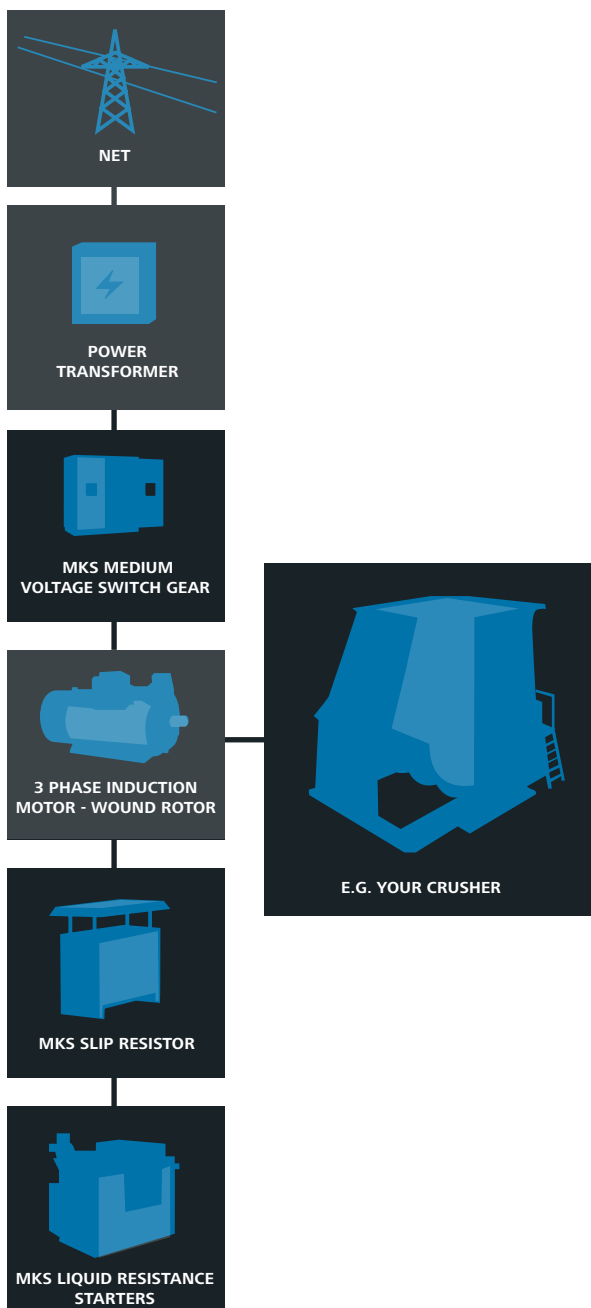 NET
POWER
TRANSFORMER
MKS MEDIUM
VOLTAGE SWITCH GEAR
3 PHASE INDUCTION
MOTOR - WOUND ROTOR
E.G. YOUR CRUSHER
MKS SLIP RESISTOR
MKS LIQUID RESISTANCE
STARTERS